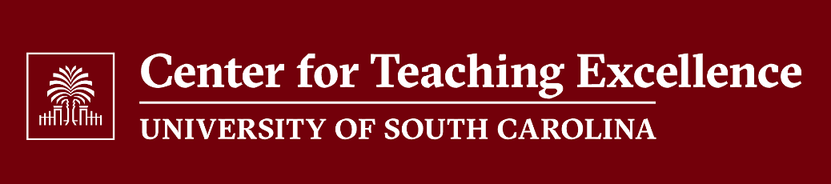 Center for Teaching Excellence
UNIVERSITY OF SOUTH CAROLINA